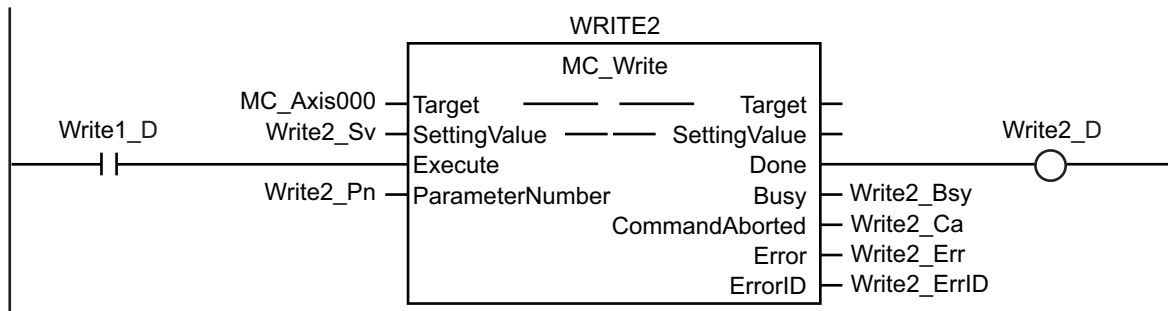 WRITE2
MC_Write
MC_Axis000 Target Target
Write1_D Write2_Sv SettingValue SettingValue Write2_D
Execute Done
Write2_Pn ParameterNumber Busy Write2_Bsy
CommandAborted Write2_Ca
Error Write2_Err
ErrorID Write2_ErrID